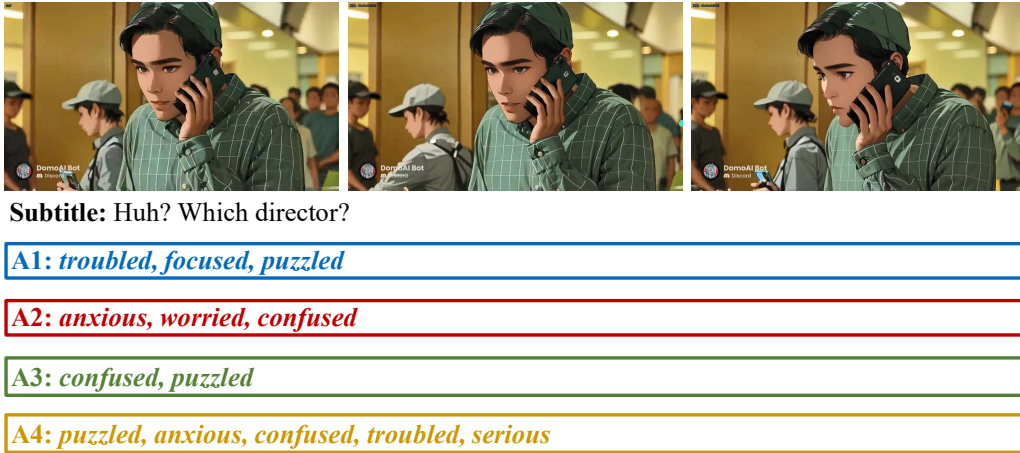 DomoAI Bot
Discord
DomoAI Bot
Discord
DomoAI Bot
Discord
Subtitle: Huh? Which director?
A1: troubled, focused, puzzled
A2: anxious, worried, confused
A3: confused, puzzled
A4: puzzled, anxious, confused, troubled, serious